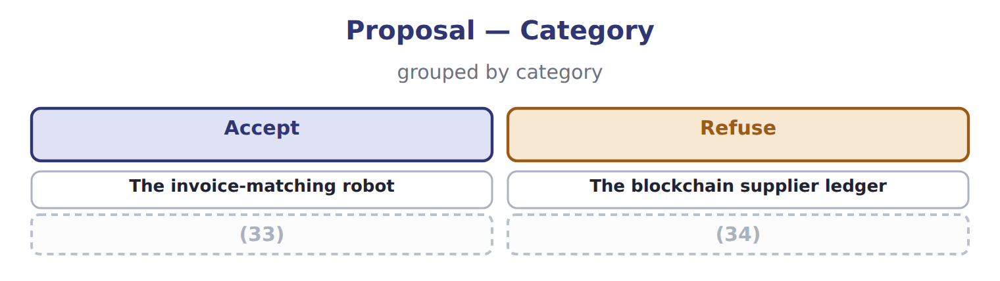 Proposal — Category
grouped by category
Accept
Refuse
The invoice-matching robot
The blockchain supplier ledger
(33)
(34)